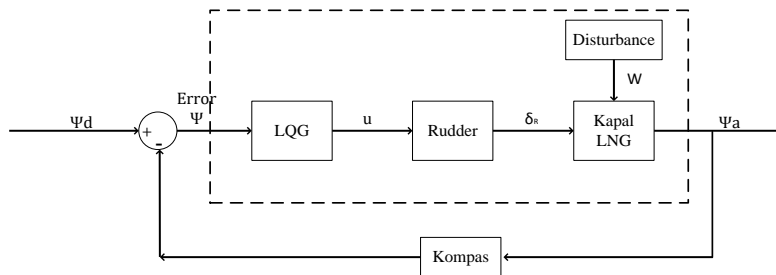 Disturbance
W
Error
Ψ
Ψd
+
-
LQG
u
Rudder
δR
Kapal
LNG
Ψa
Kompas